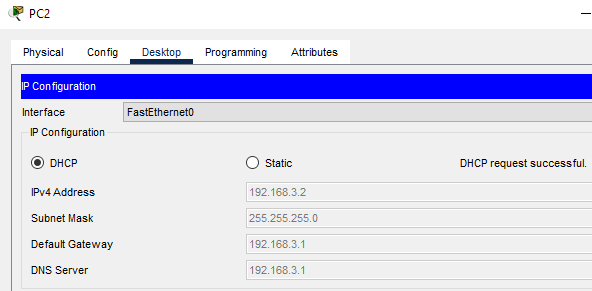 PC2
Physical Config Desktop Programming Attributes
IP Configuration
Interface FastEthernet0
IP Configuration
DHCP Static DHCP request successful.
IPv4 Address 192.168.3.2
Subnet Mask 255.255.255.0
Default Gateway 192.168.3.1
DNS Server 192.168.3.1